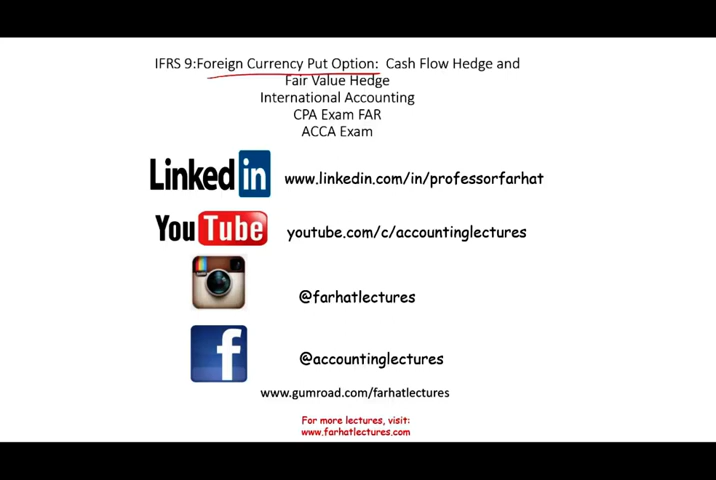 IFRS 9:Foreign Currency Put Option: Cash Flow Hedge and
Fair Value Hedge
International Accounting
CPA Exam FAR
ACCA Exam
Linkedin www.linkedin.com/in/professorfarhat
YouTube youtube.com/c/accountinglectures
@farhatlectures
f @accountinglectures
www.gumroad.com/farhatlectures
For more lectures, visit:
www.farhatlectures.com